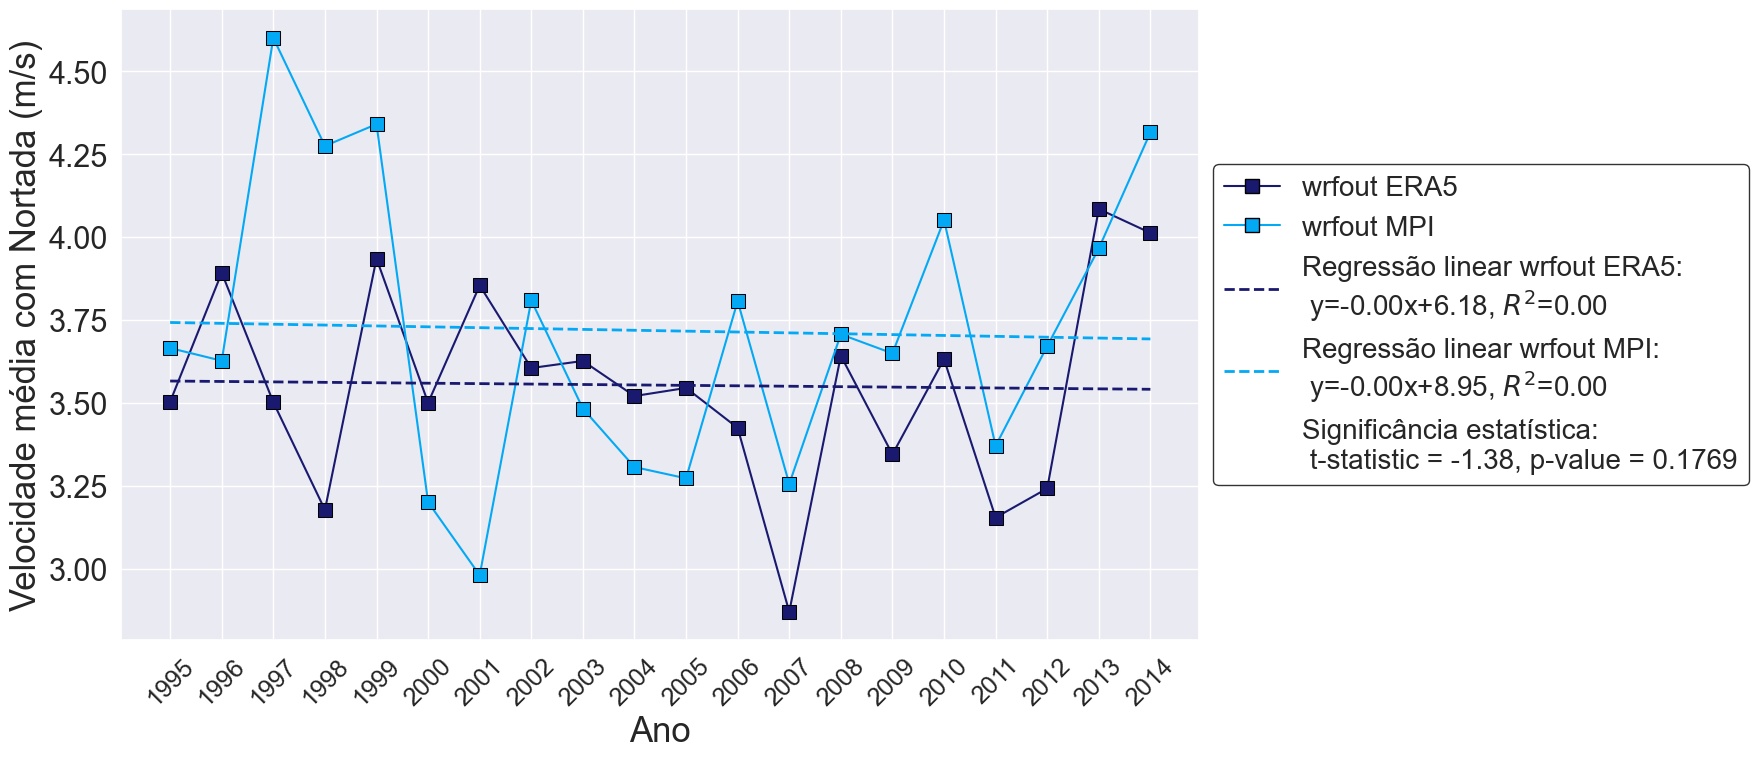 Velocidade média com Nortada (m/s)
4.50
4.25
4.00
3.75
3.50
3.25
3.00
1995 1996 1997 1998 1999 2000 2001 2002 2003 2004 2005 2006 2007 2008 2009 2010 2011 2012 2013 2014
Ano
wrfout ERA5
wrfout MPI
Regressão linear wrfout ERA5:
y=-0.00x+6.18, R²=0.00
Regressão linear wrfout MPI:
y=-0.00x+8.95, R²=0.00
Significância estatística:
t-statistic = -1.38, p-value = 0.1769